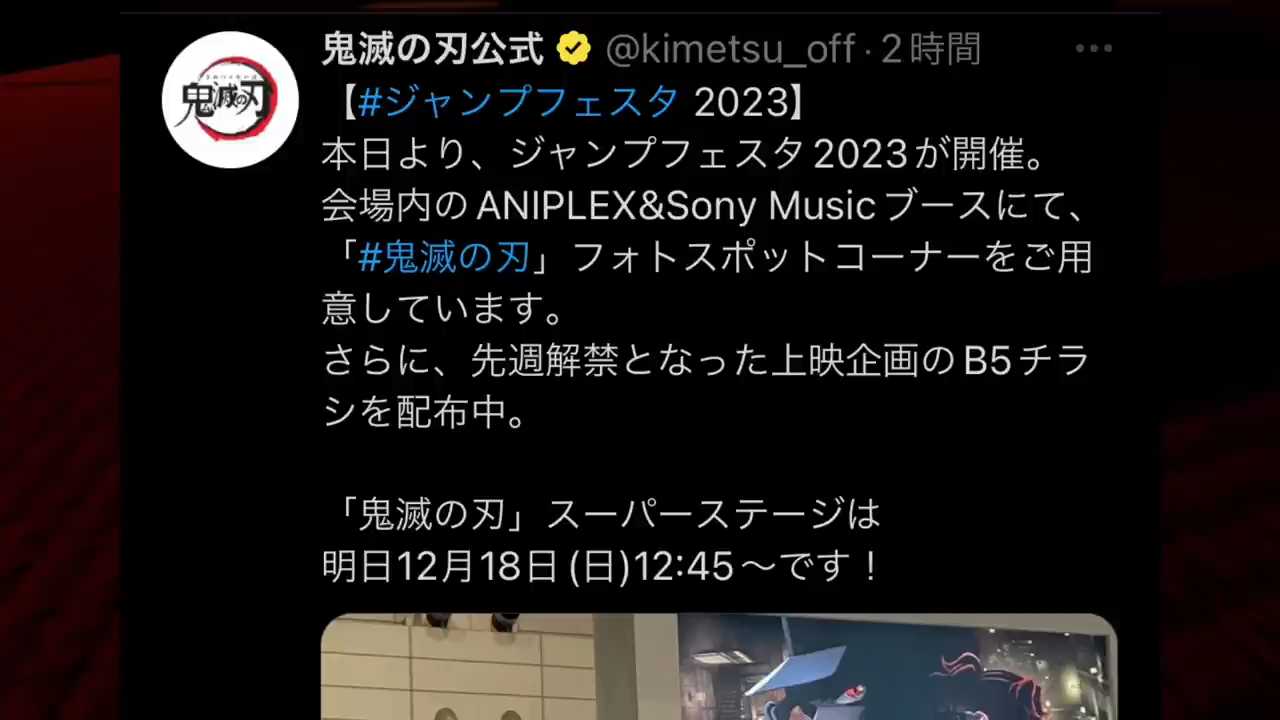 鬼滅の刃公式 @kimetsu_off · 2時間
鬼滅の刃
【#ジャンプフェスタ 2023】
本日より、ジャンプフェスタ2023が開催。
会場内のANIPLEX&Sony Musicブースにて、
「#鬼滅の刃」フォトスポットコーナーをご用
意しています。
さらに、先週解禁となった上映企画のB5チラ
シを配布中。
「鬼滅の刃」スーパーステージは
明日12月18日(日)12:45～です！